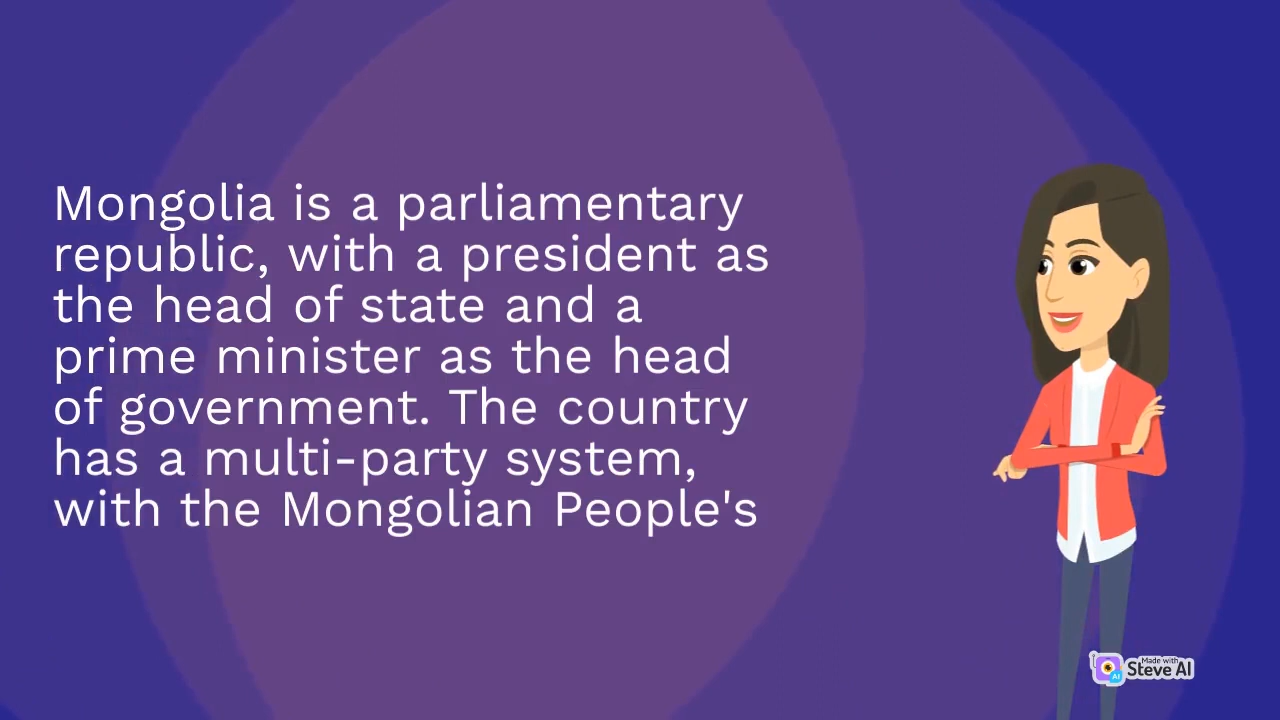 Mongolia is a parliamentary
republic, with a president as
the head of state and a
prime minister as the head
of government. The country
has a multi-party system,
with the Mongolian People's
Made with
Steve AI
AI